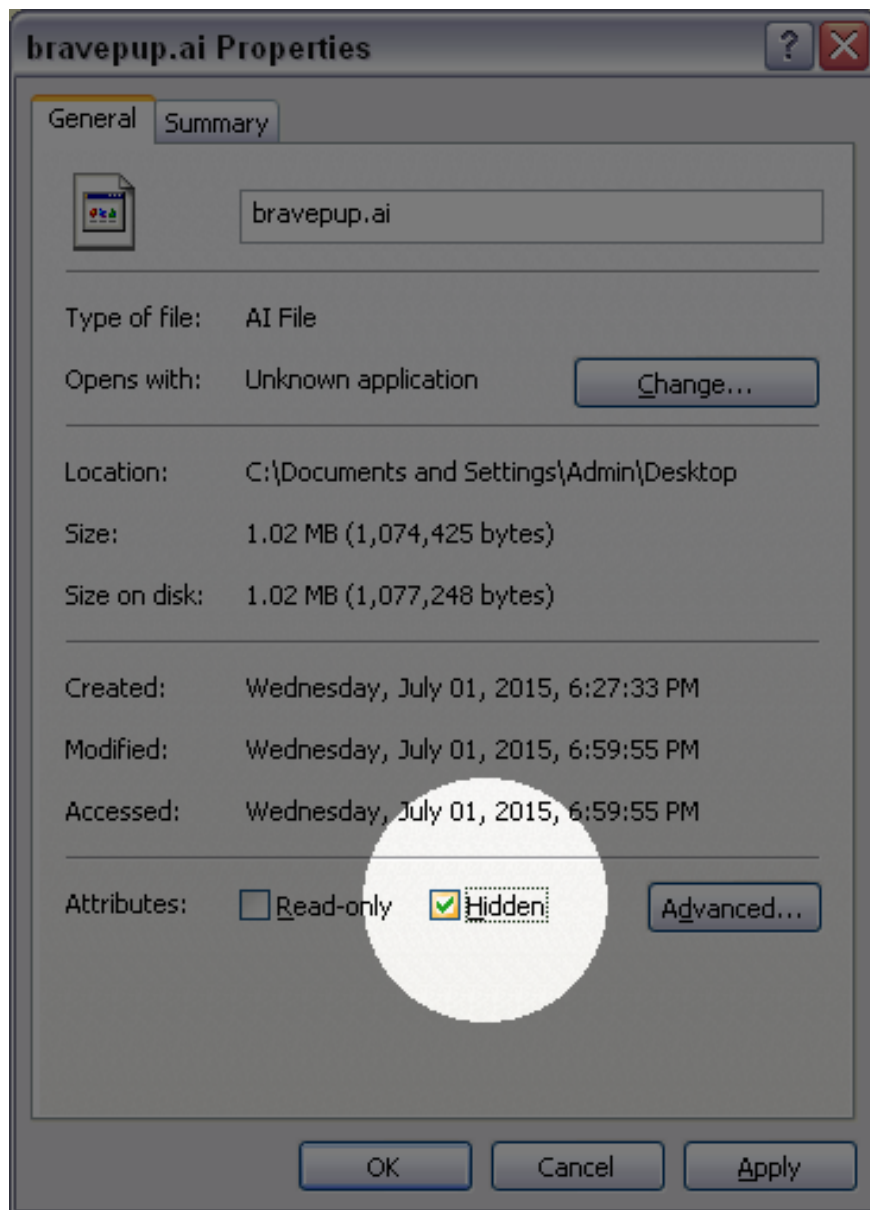 bravepup.ai Properties
General Summary
bravepup.ai
Type of file: AI File
Opens with: Unknown application Change...
Location: C:\Documents and Settings\Admin\Desktop
Size: 1.02 MB (1,074,425 bytes)
Size on disk: 1.02 MB (1,077,248 bytes)
Created: Wednesday, July 01, 2015, 6:27:33 PM
Modified: Wednesday, July 01, 2015, 6:59:55 PM
Accessed: Wednesday, July 01, 2015, 6:59:55 PM
Attributes: Read-only Hidden Advanced...
OK Cancel Apply